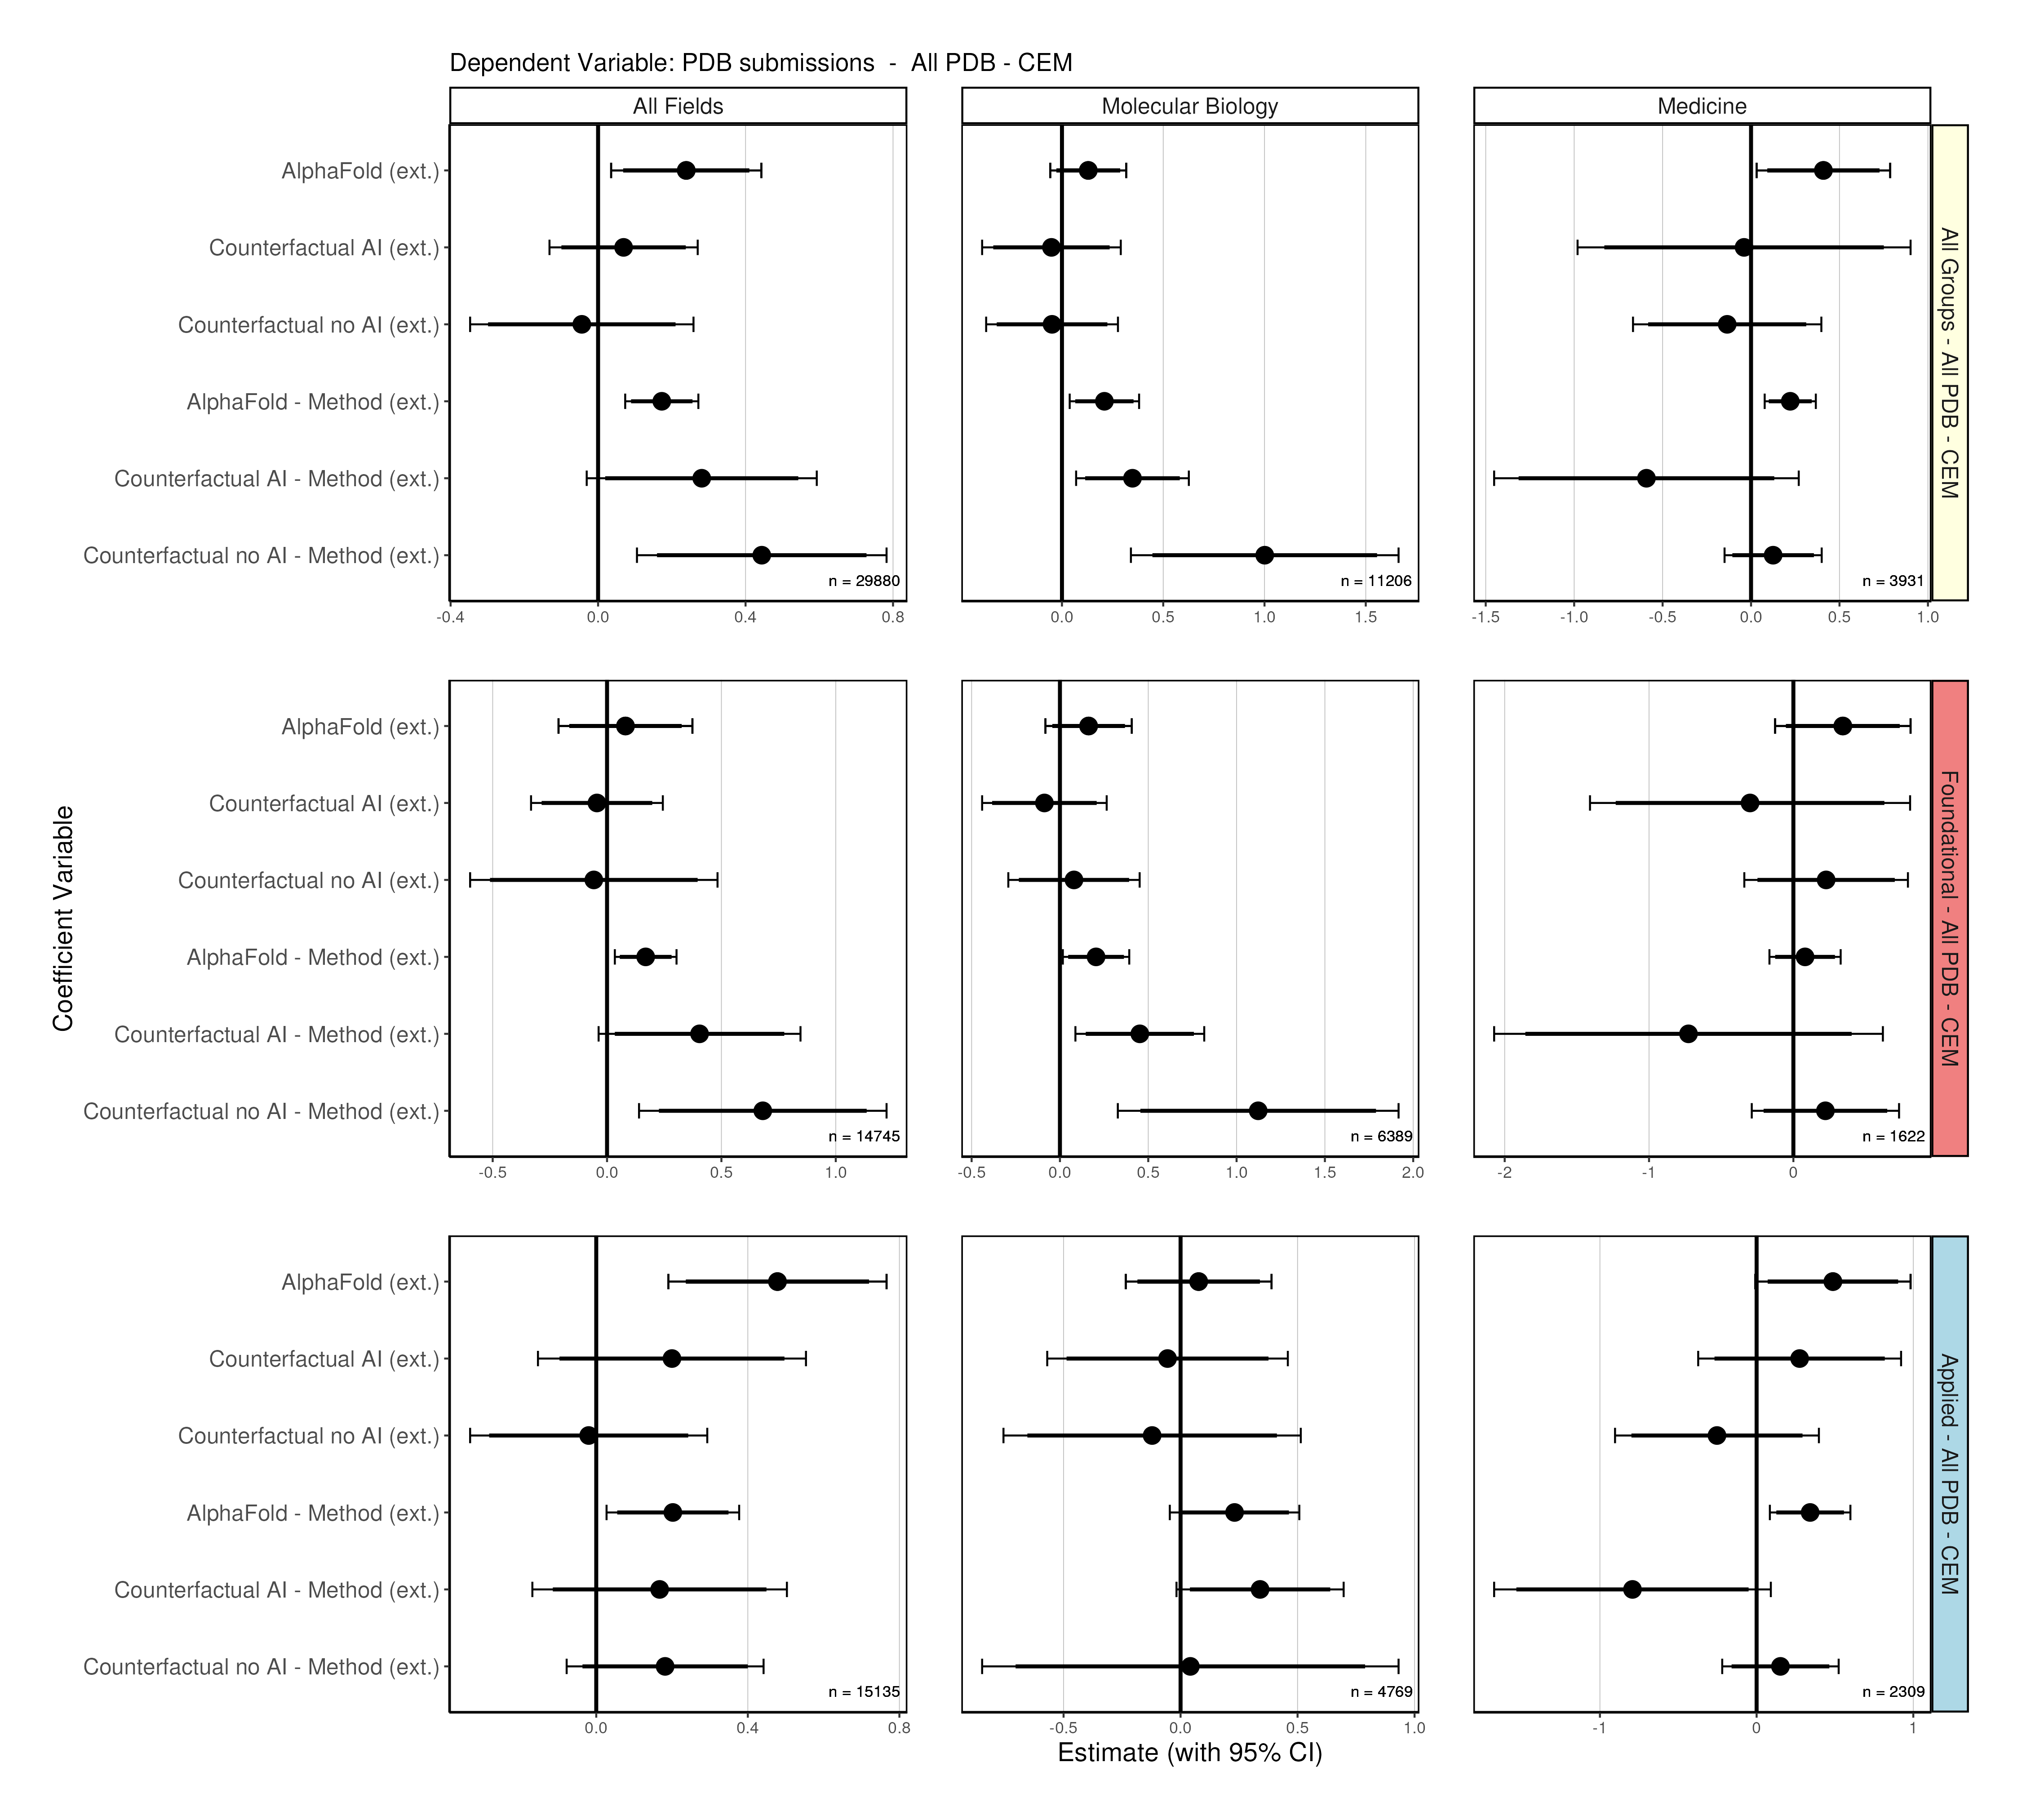 Dependent Variable: PDB submissions - All PDB - CEM
All Fields
Molecular Biology
Medicine
AlphaFold (ext.)
Counterfactual AI (ext.)
Counterfactual no AI (ext.)
AlphaFold - Method (ext.)
Counterfactual AI - Method (ext.)
Counterfactual no AI - Method (ext.)
n = 29880
n = 11206
n = 3931
-0.4 0.0 0.4 0.8
0.0 0.5 1.0 1.5
-1.5 -1.0 -0.5 0.0 0.5 1.0
All Groups - All PDB - CEM
Coefficient Variable
AlphaFold (ext.)
Counterfactual AI (ext.)
Counterfactual no AI (ext.)
AlphaFold - Method (ext.)
Counterfactual AI - Method (ext.)
Counterfactual no AI - Method (ext.)
n = 14745
n = 6389
n = 1622
-0.5 0.0 0.5 1.0
-0.5 0.0 0.5 1.0 1.5 2.0
-2 -1 0
Foundational - All PDB - CEM
AlphaFold (ext.)
Counterfactual AI (ext.)
Counterfactual no AI (ext.)
AlphaFold - Method (ext.)
Counterfactual AI - Method (ext.)
Counterfactual no AI - Method (ext.)
n = 15135
n = 4769
n = 2309
0.0 0.4 0.8
-0.5 0.0 0.5 1.0
-1 0 1
Applied - All PDB - CEM
Estimate (with 95% CI)